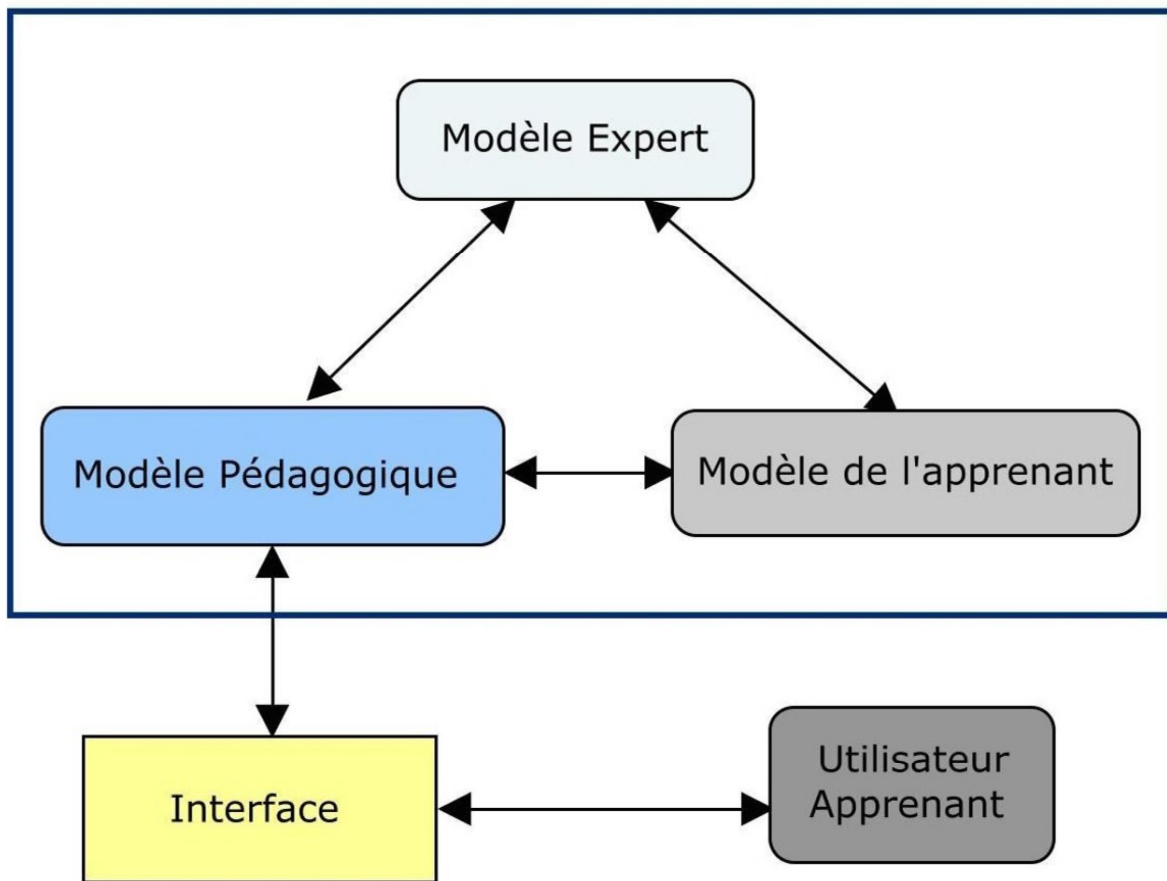 Modèle Expert
Modèle Pédagogique
Modèle de l'apprenant
Interface
Utilisateur
Apprenant